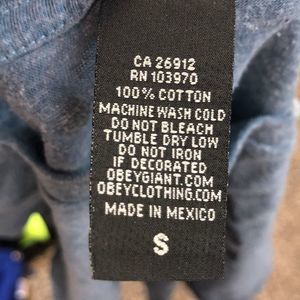 CA 26912
RN 103970
100% COTTON
MACHINE WASH COLD
DO NOT BLEACH
TUMBLE DRY LOW
DO NOT IRON
IF DECORATED
OBEYGIANT.COM
OBEYCLOTHING.COM
MADE IN MEXICO
S